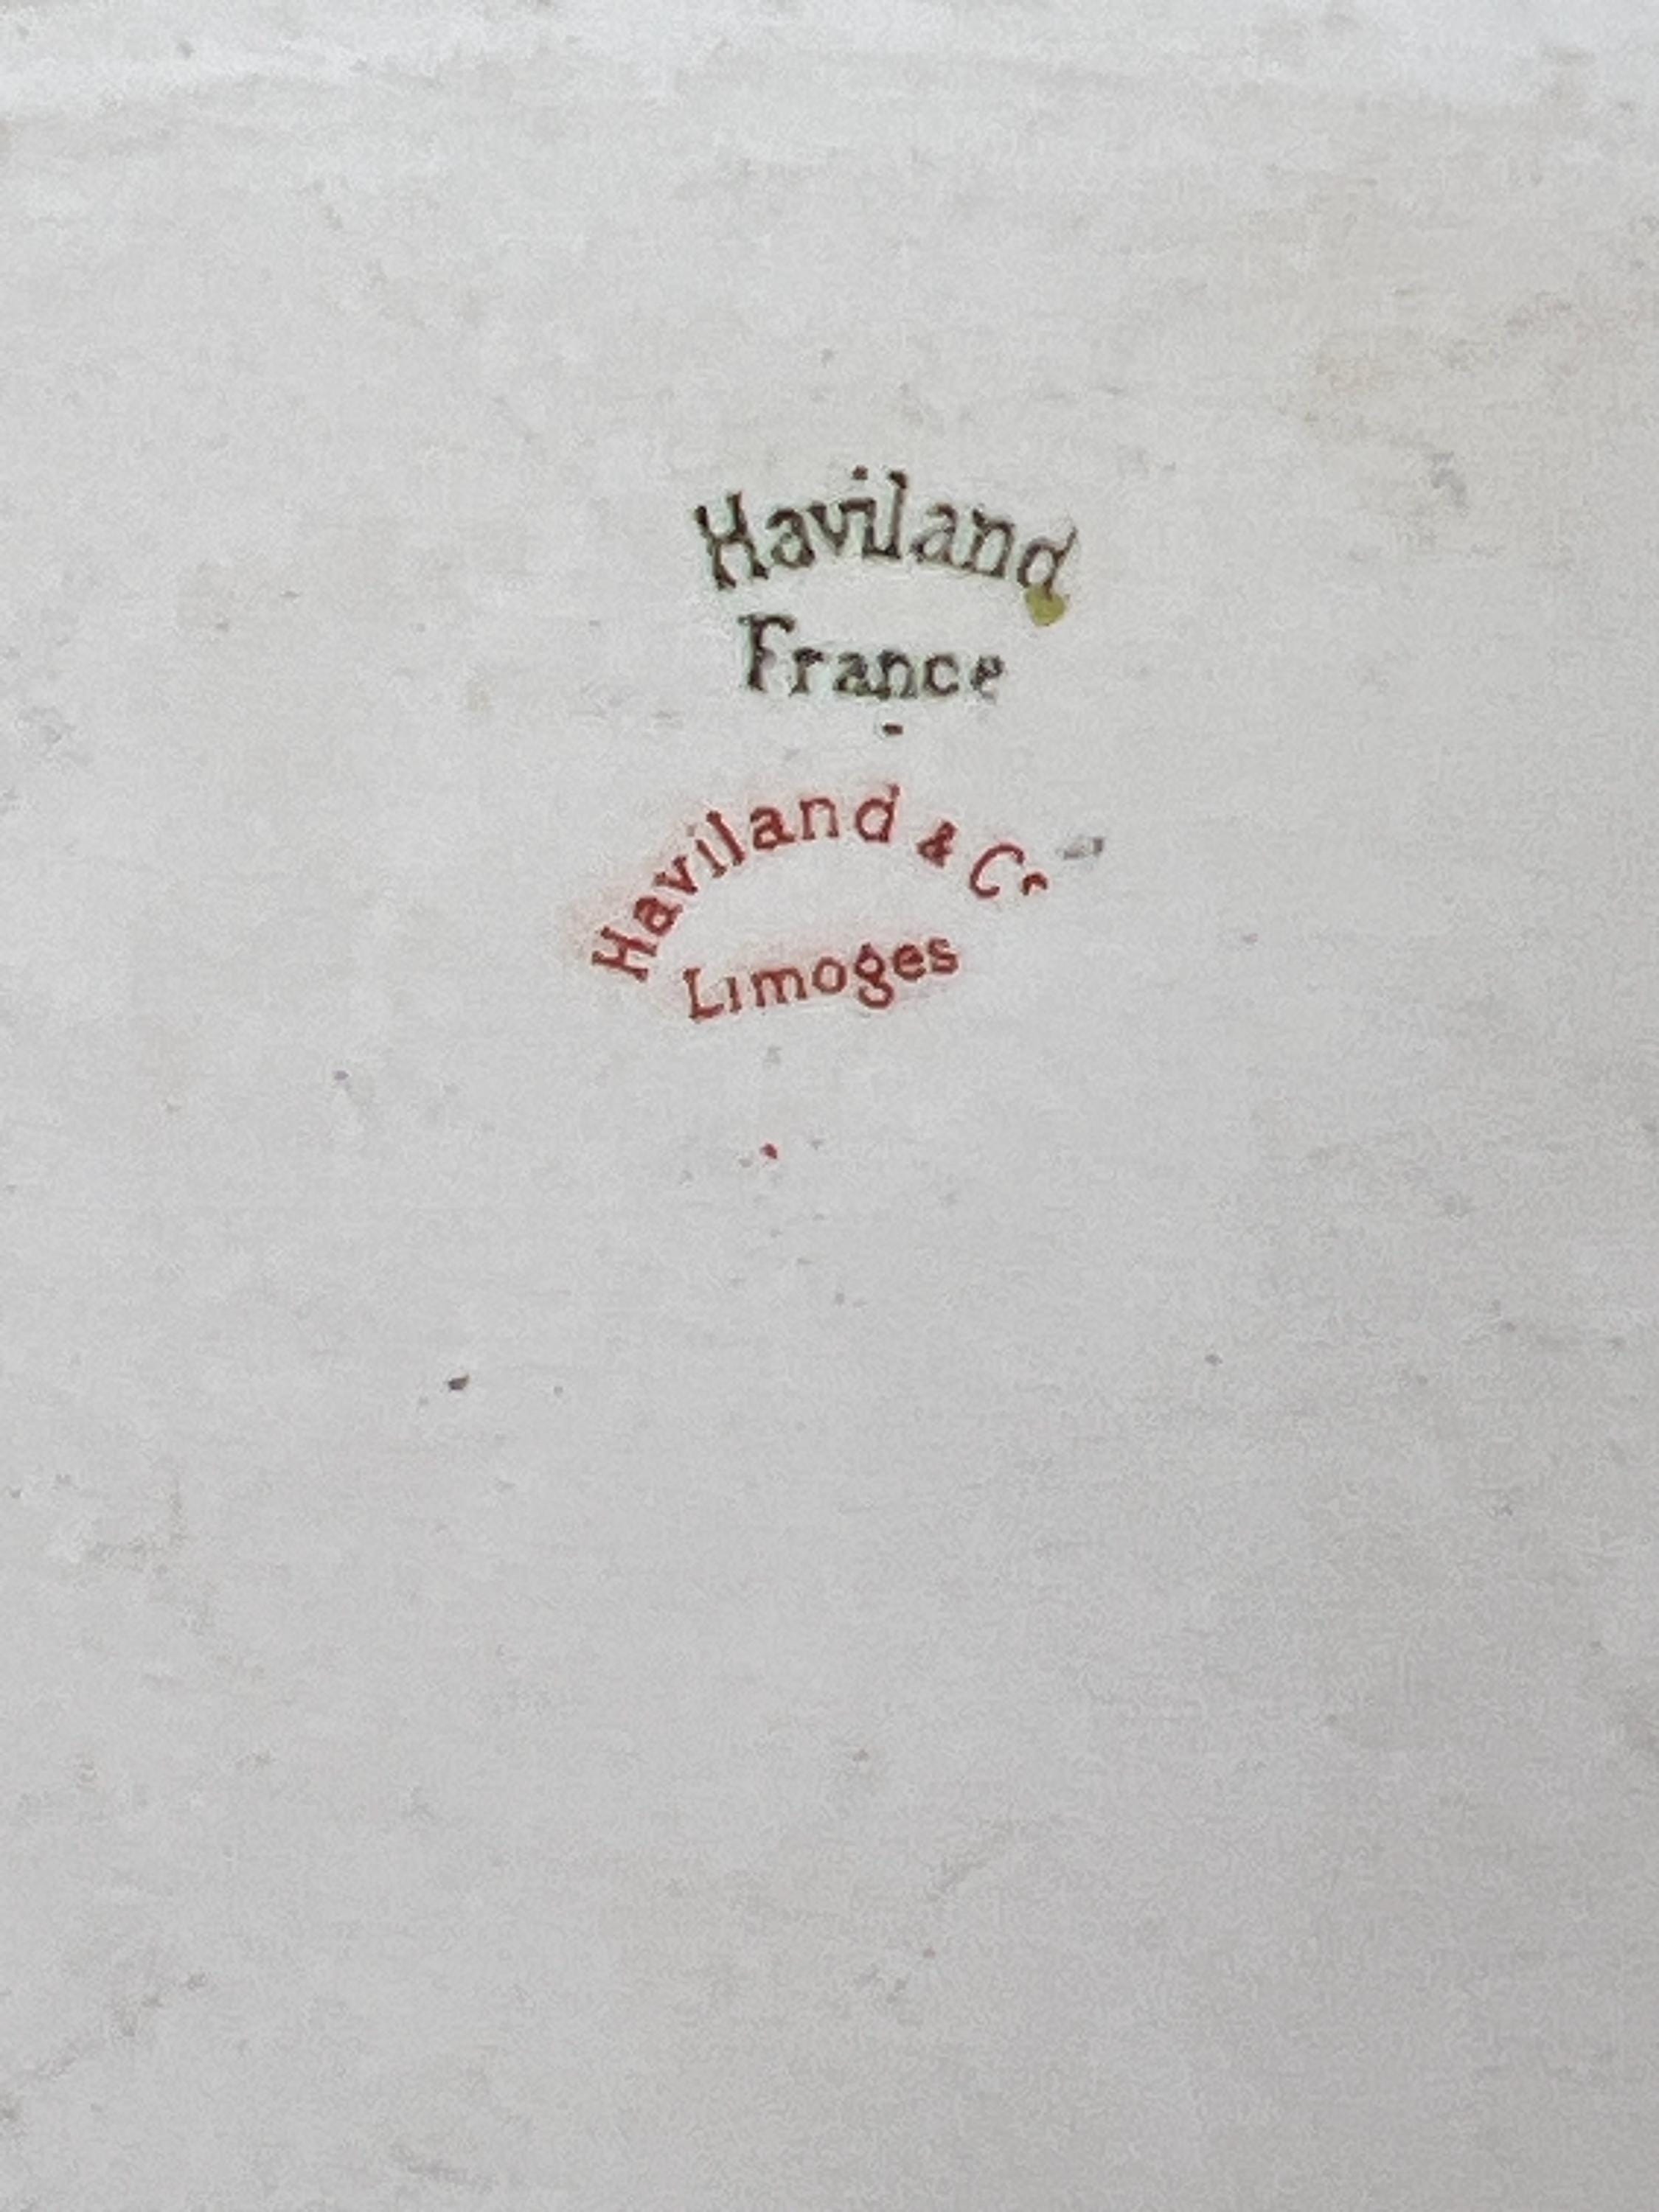 Haviland
France
Haviland & Co
Limoges